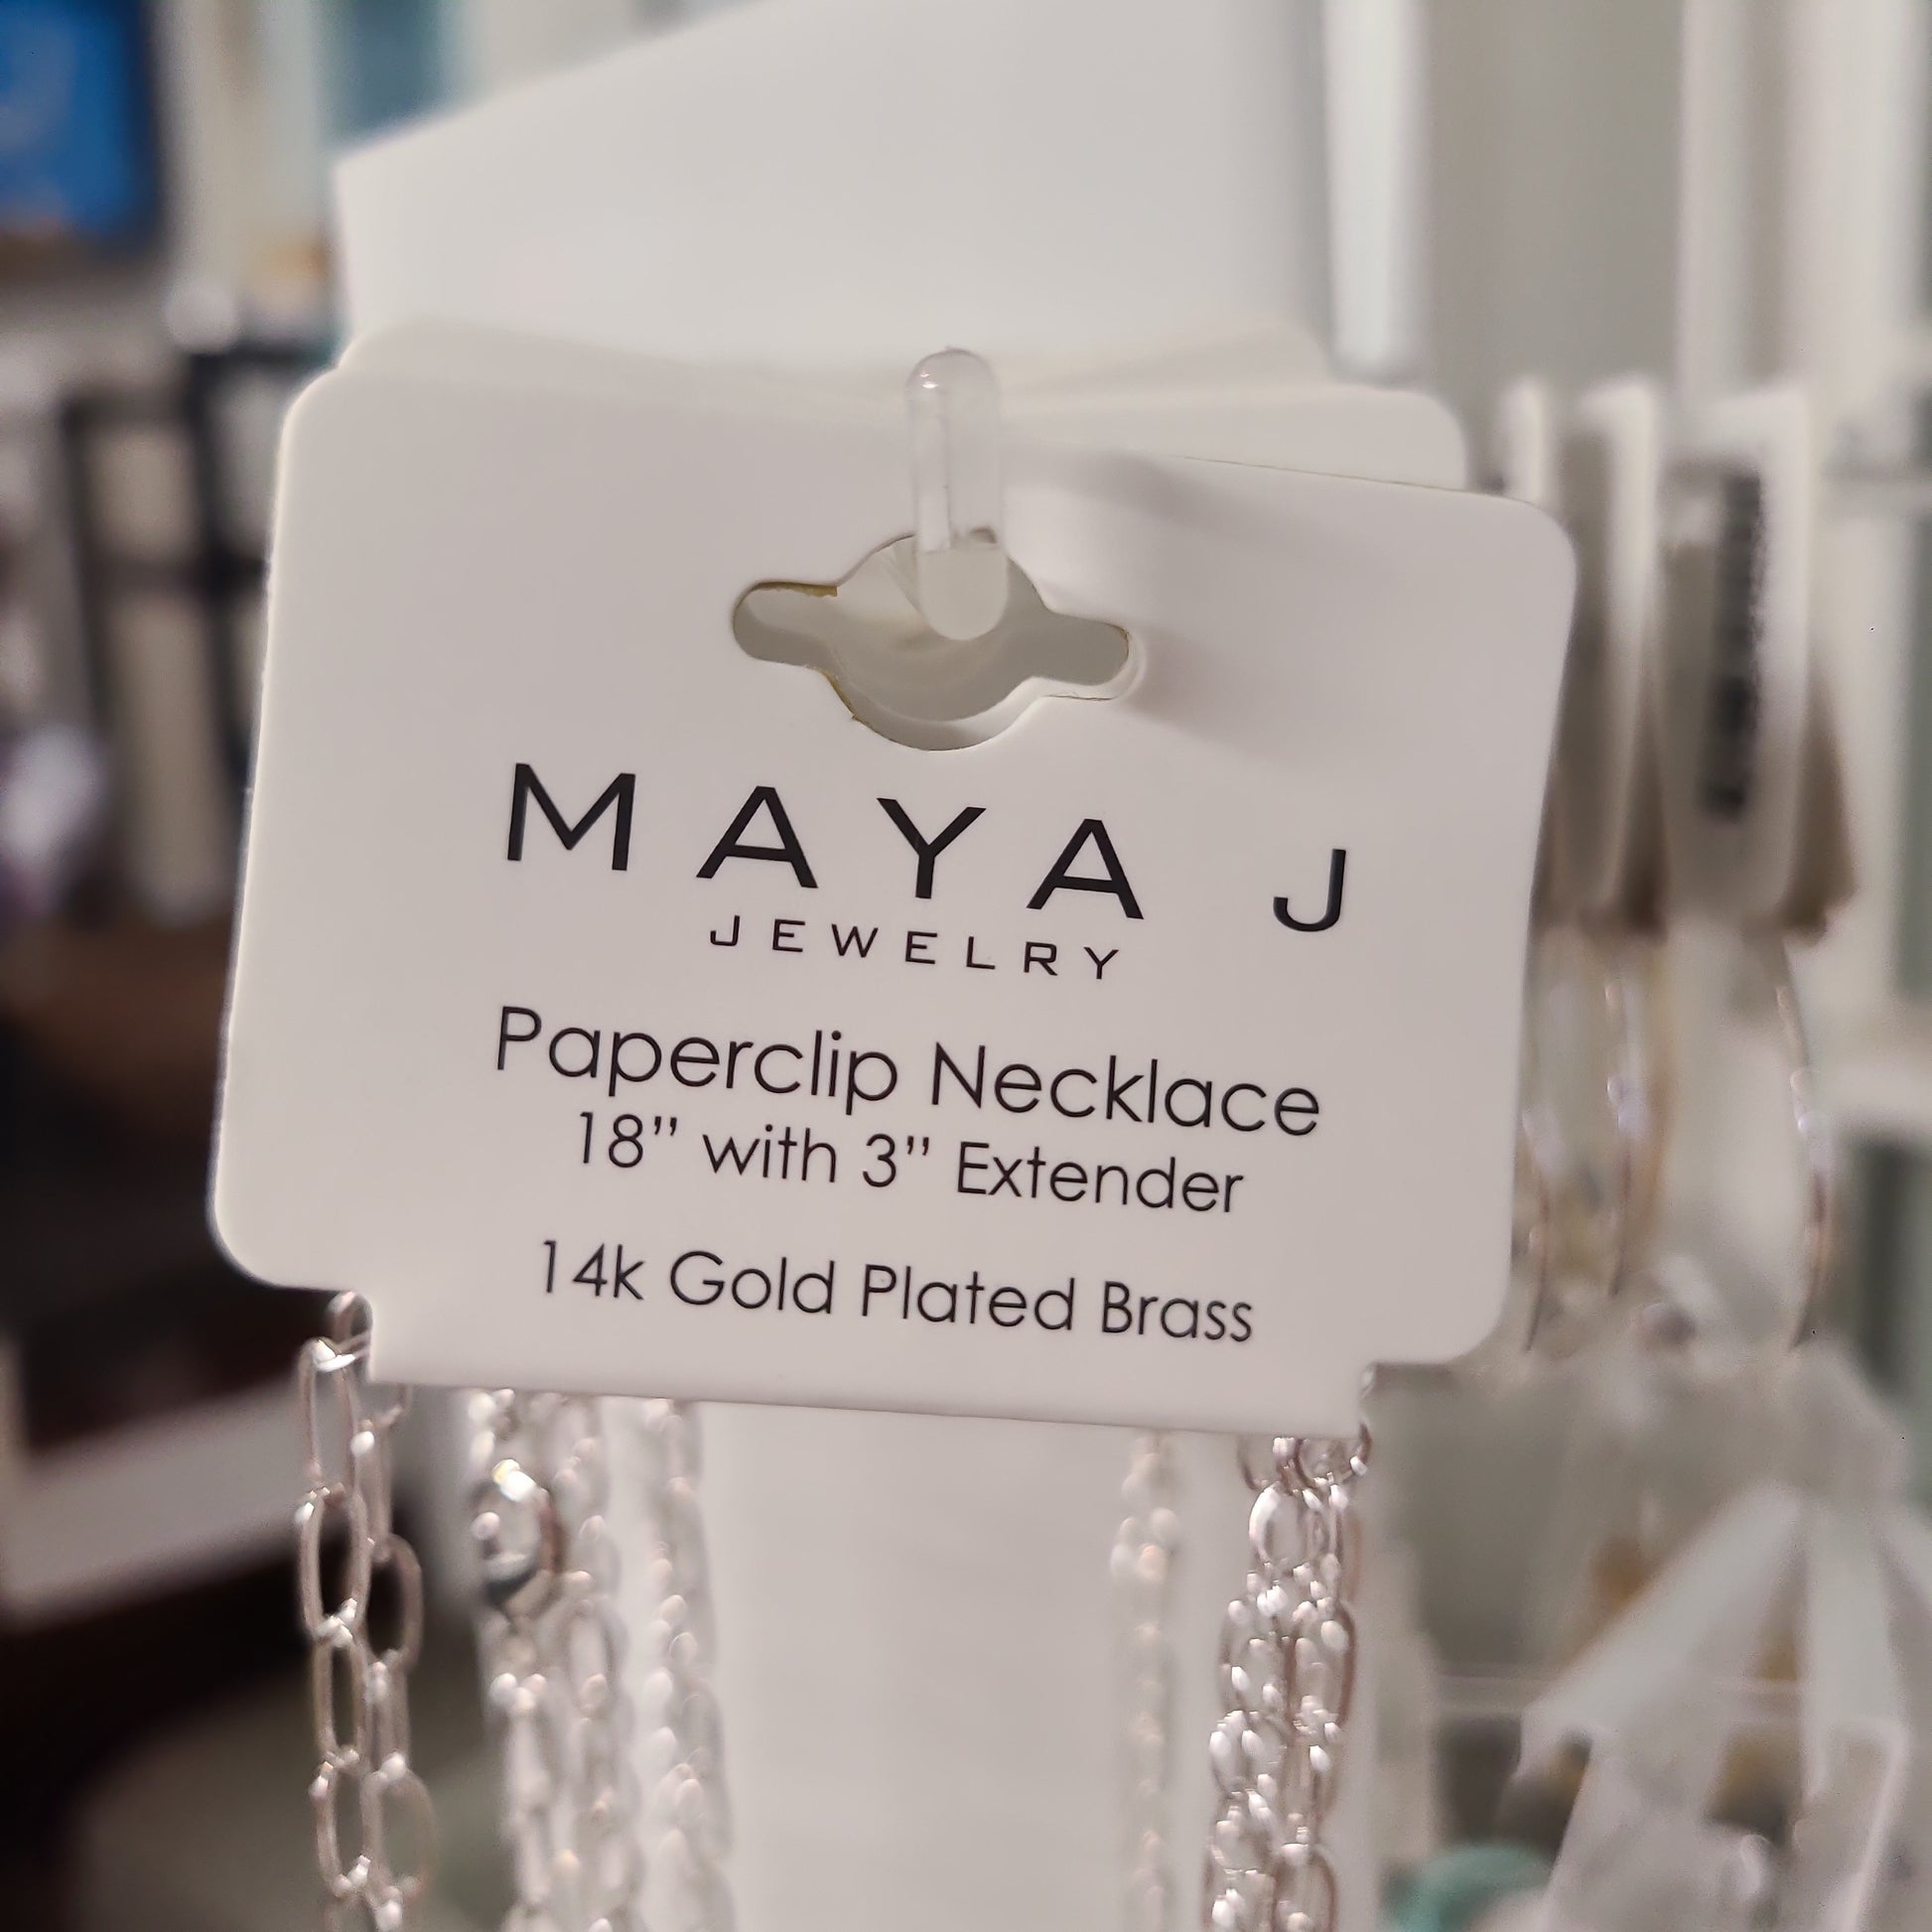 MAYA J
JEWELRY
Paperclip Necklace
18” with 3” Extender
14k Gold Plated Brass